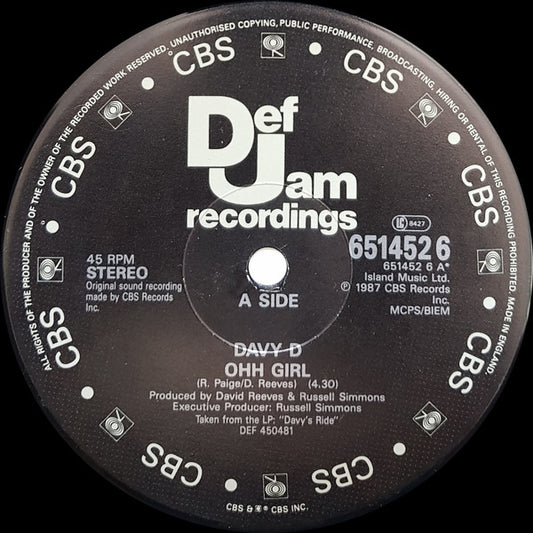 ALL RIGHTS OF THE PRODUCER AND OF THE OWNER OF THE RECORDED WORK RESERVED. UNAUTHORISED COPYING, PUBLIC PERFORMANCE, BROADCASTING, HIRING OR RENTAL OF THIS RECORDING PROHIBITED. MADE IN ENGLAND.
CBS
CBS
CBS
CBS
CBS
CBS
CBS
CBS
CBS
CBS
Def
Jam
recordings
45 RPM
STEREO
Original sound recording
made by CBS Records
Inc.
A SIDE
LC 8427
651452 6
651452 6 A*
Island Music Ltd.
℗ 1987 CBS Records
Inc.
MCPS/BIEM
DAVY D
OHH GIRL
(R. Paige/D. Reeves) (4.30)
Produced by David Reeves & Russell Simmons
Executive Producer: Russell Simmons
Taken from the LP: "Davy's Ride"
DEF 450481
CBS & ® CBS INC.